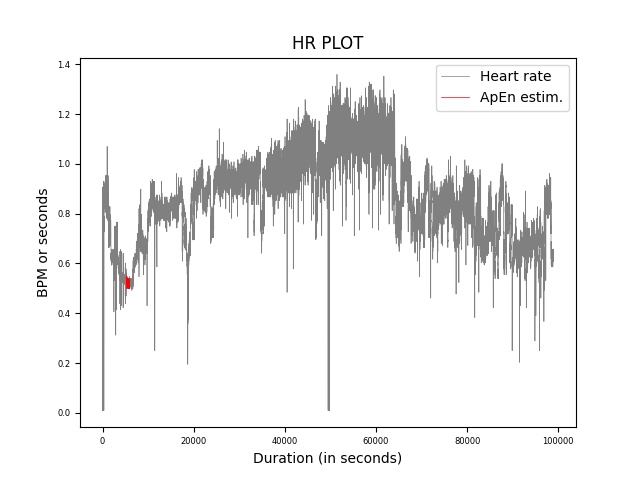 HR PLOT
Heart rate
ApEn estim.
BPM or seconds
1.4
1.2
1.0
0.8
0.6
0.4
0.2
0.0
0 20000 40000 60000 80000 100000
Duration (in seconds)